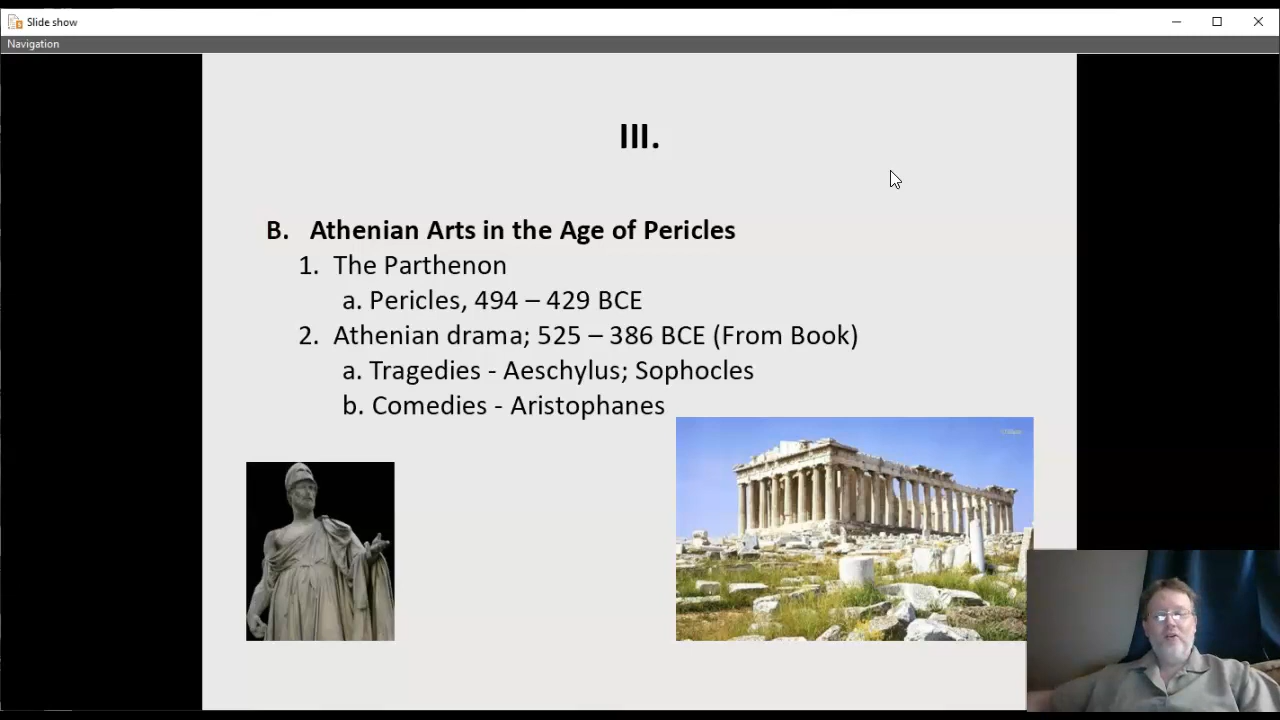 Slide show
Navigation
III.
B. Athenian Arts in the Age of Pericles
1. The Parthenon
a. Pericles, 494 – 429 BCE
2. Athenian drama; 525 – 386 BCE (From Book)
a. Tragedies - Aeschylus; Sophocles
b. Comedies - Aristophanes